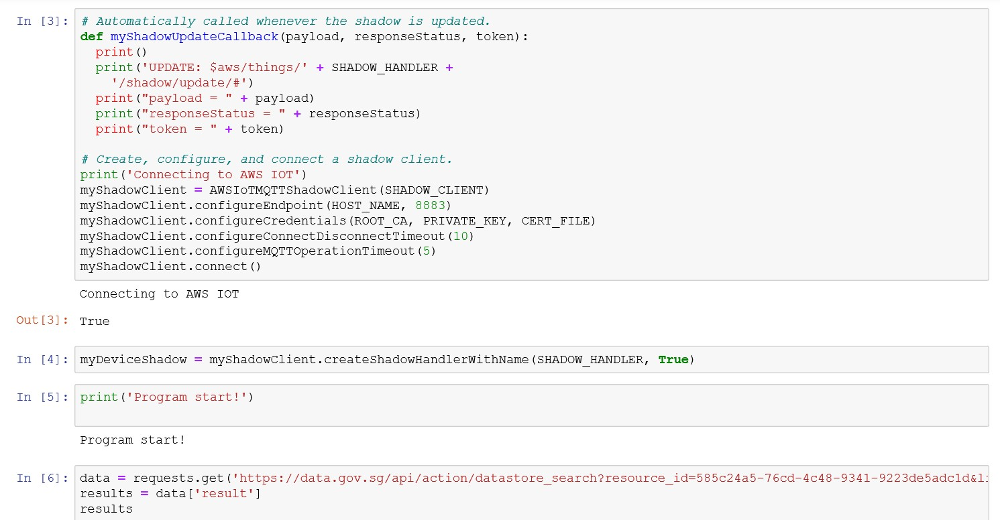 In [3]: # Automatically called whenever the shadow is updated.
def myShadowUpdateCallback(payload, responseStatus, token):
  print()
  print('UPDATE: $aws/things/' + SHADOW_HANDLER +
    '/shadow/update/#')
  print("payload = " + payload)
  print("responseStatus = " + responseStatus)
  print("token = " + token)

# Create, configure, and connect a shadow client.
print('Connecting to AWS IOT')
myShadowClient = AWSIoTMQTTShadowClient(SHADOW_CLIENT)
myShadowClient.configureEndpoint(HOST_NAME, 8883)
myShadowClient.configureCredentials(ROOT_CA, PRIVATE_KEY, CERT_FILE)
myShadowClient.configureConnectDisconnectTimeout(10)
myShadowClient.configureMQTTOperationTimeout(5)
myShadowClient.connect()
Connecting to AWS IOT
Out[3]: True
In [4]: myDeviceShadow = myShadowClient.createShadowHandlerWithName(SHADOW_HANDLER, True)
In [5]: print('Program start!')
Program start!
In [6]: data = requests.get('https://data.gov.sg/api/action/datastore_search?resource_id=585c24a5-76cd-4c48-9341-9223de5adc1d&l
results = data['result']
results